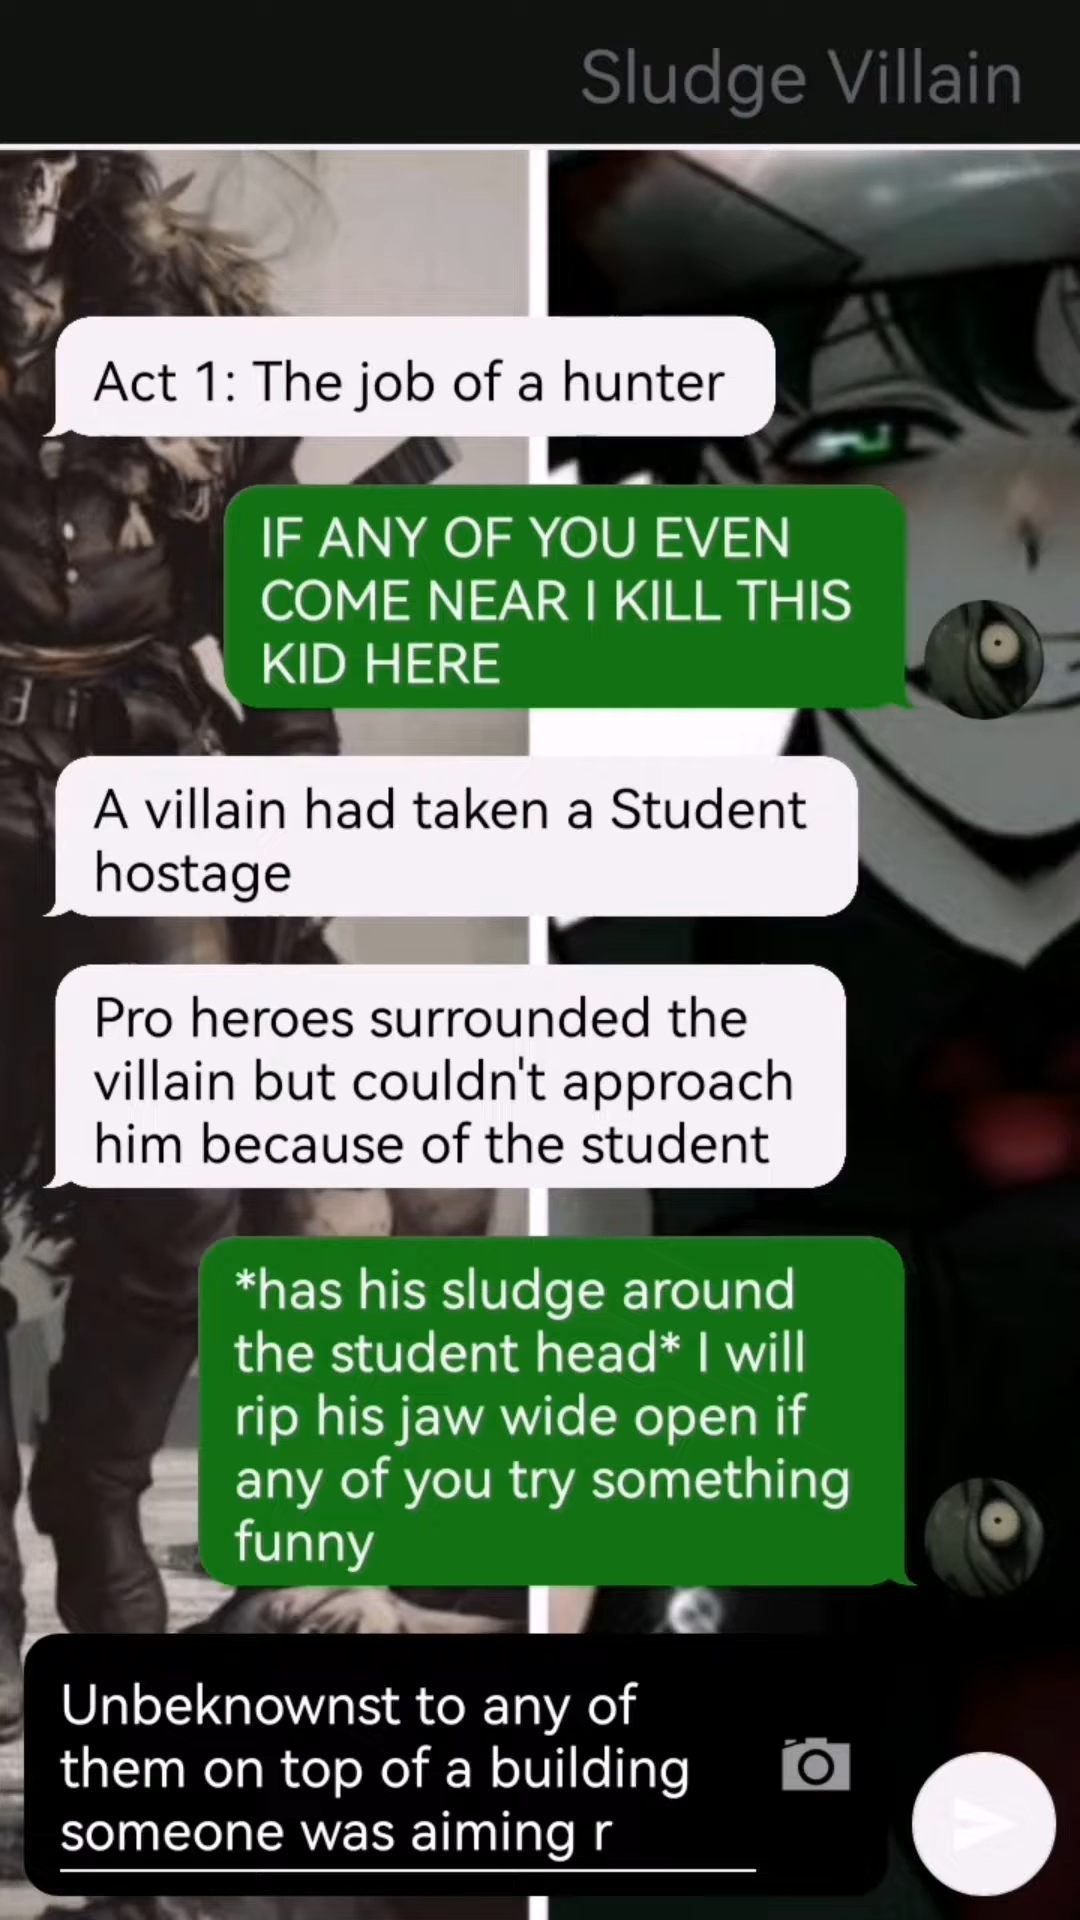 Sludge Villain
Act 1: The job of a hunter
IF ANY OF YOU EVEN
COME NEAR I KILL THIS
KID HERE
A villain had taken a Student
hostage
Pro heroes surrounded the
villain but couldn't approach
him because of the student
*has his sludge around
the student head* I will
rip his jaw wide open if
any of you try something
funny
Unbeknownst to any of
them on top of a building
someone was aiming r